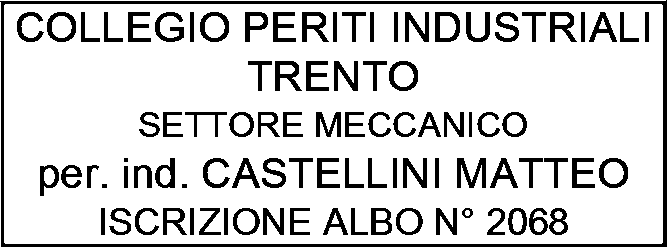 COLLEGIO PERITI INDUSTRIALI
TRENTO
SETTORE MECCANICO
per. ind. CASTELLINI MATTEO
ISCRIZIONE ALBO N° 2068